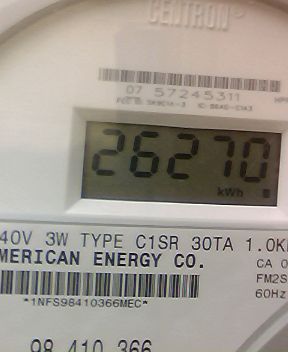 CENTRON®
07 57245311
26270
kWh
40V 3W TYPE C1SR 30TA 1.0K
MERICAN ENERGY CO.
CA 0
FM2S
60Hz
*1NFS98410366MEC*
98 410 366